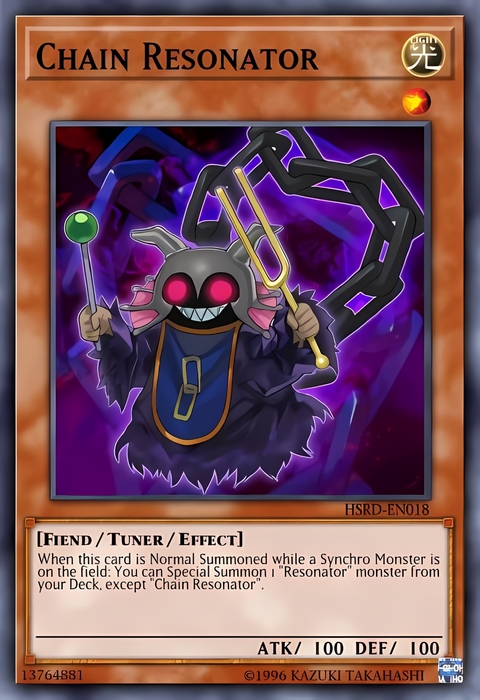 Chain Resonator
LIGHT
光
HSRD-EN018
[Fiend / Tuner / Effect]
When this card is Normal Summoned while a Synchro Monster is
on the field: You can Special Summon 1 "Resonator" monster from
your Deck, except "Chain Resonator".
ATK/ 100 DEF/ 100
13764881
©1996 KAZUKI TAKAHASHI